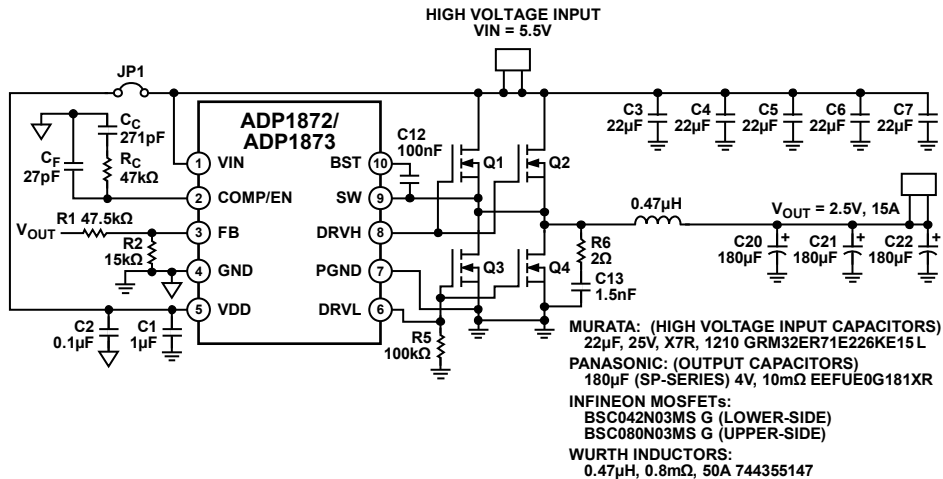 HIGH VOLTAGE INPUT
VIN = 5.5V
JP1
C3
22µF
C4
22µF
C5
22µF
C6
22µF
C7
22µF
CC
271pF
CF
27pF
RC
47kΩ
ADP1872/
ADP1873
C12
100nF
1 VIN
BST 10
2 COMP/EN
SW 9
3 FB
DRVH 8
4 GND
PGND 7
5 VDD
DRVL 6
VOUT
R1 47.5kΩ
R2
15kΩ
C2
0.1µF
C1
1µF
R5
100kΩ
Q1
Q2
Q3
Q4
0.47µH
R6
2Ω
C13
1.5nF
VOUT = 2.5V, 15A
C20
180µF
+
C21
180µF
+
C22
180µF
+
MURATA: (HIGH VOLTAGE INPUT CAPACITORS)
22µF, 25V, X7R, 1210 GRM32ER71E226KE15L
PANASONIC: (OUTPUT CAPACITORS)
180µF (SP-SERIES) 4V, 10mΩ EEFUE0G181XR
INFINEON MOSFETs:
BSC042N03MS G (LOWER-SIDE)
BSC080N03MS G (UPPER-SIDE)
WURTH INDUCTORS:
0.47µH, 0.8mΩ, 50A 744355147